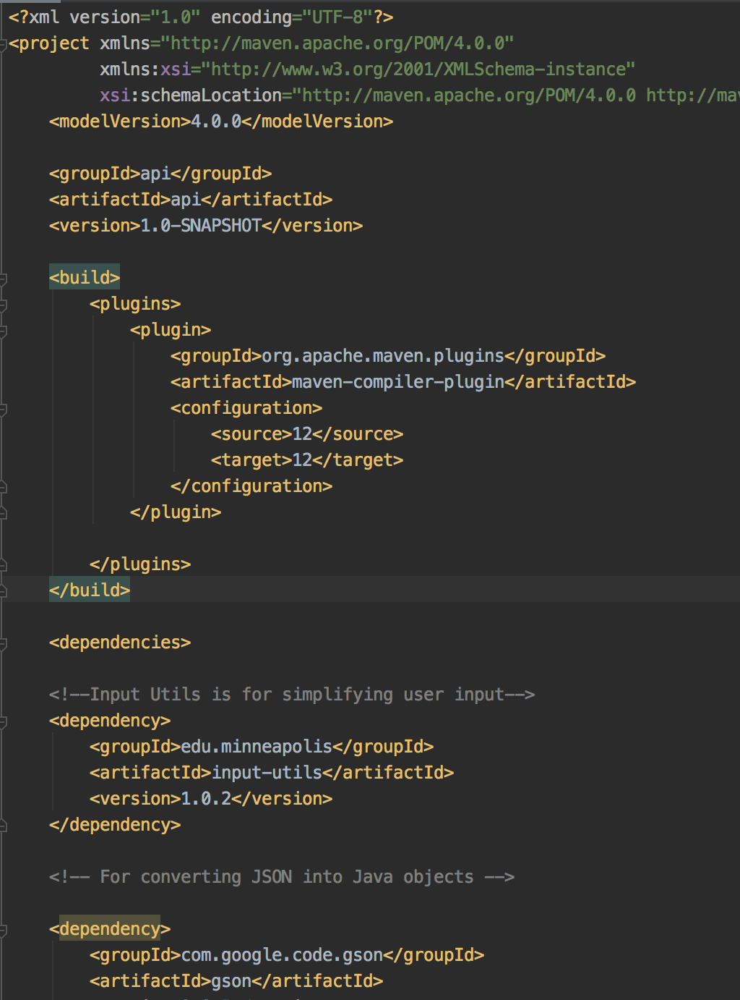 <?xml version="1.0" encoding="UTF-8"?>
<project xmlns="http://maven.apache.org/POM/4.0.0"
xmlns:xsi="http://www.w3.org/2001/XMLSchema-instance"
xsi:schemaLocation="http://maven.apache.org/POM/4.0.0 http://mav
<modelVersion>4.0.0</modelVersion>
<groupId>api</groupId>
<artifactId>api</artifactId>
<version>1.0-SNAPSHOT</version>
<build>
<plugins>
<plugin>
<groupId>org.apache.maven.plugins</groupId>
<artifactId>maven-compiler-plugin</artifactId>
<configuration>
<source>12</source>
<target>12</target>
</configuration>
</plugin>
</plugins>
</build>
<dependencies>
<!--Input Utils is for simplifying user input-->
<dependency>
<groupId>edu.minneapolis</groupId>
<artifactId>input-utils</artifactId>
<version>1.0.2</version>
</dependency>
<!-- For converting JSON into Java objects -->
<dependency>
<groupId>com.google.code.gson</groupId>
<artifactId>gson</artifactId>